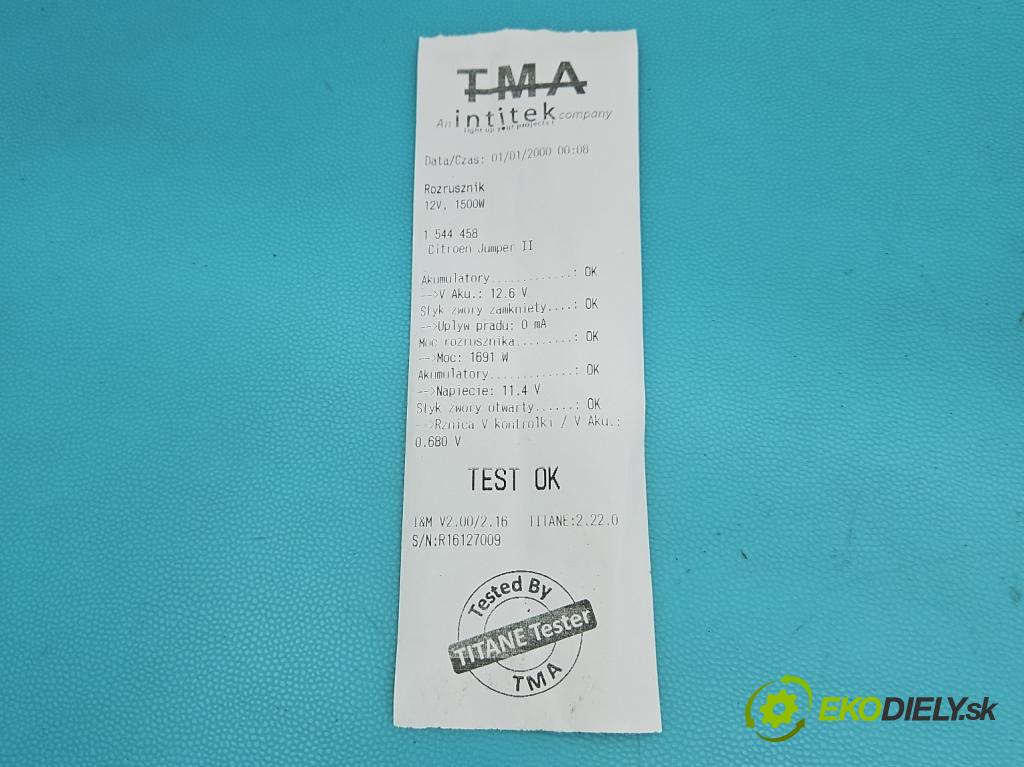 TMA
An intitek company
light up your projects!
Data/Czas: 01/01/2000 00:08
Rozrusznik
12V, 1500W
1 544 458
Citroen Jumper II
Akumulatory............: OK
-->V Aku.: 12.6 V
Styk zwory zamkniety....: OK
-->Uplyw pradu: 0 mA
Moc rozrusznika.........: OK
-->Moc: 1691 W
Akumulatory............: OK
-->Napiecie: 11.4 V
Styk zwory otwarty......: OK
-->Rznica V kontrolki / V Aku.:
0.680 V
TEST OK
I&M V2.00/2.16 TITANE:2.22.0
S/N:R16127009
Tested By
TITANE Tester
TMA
EKODIELY.sk